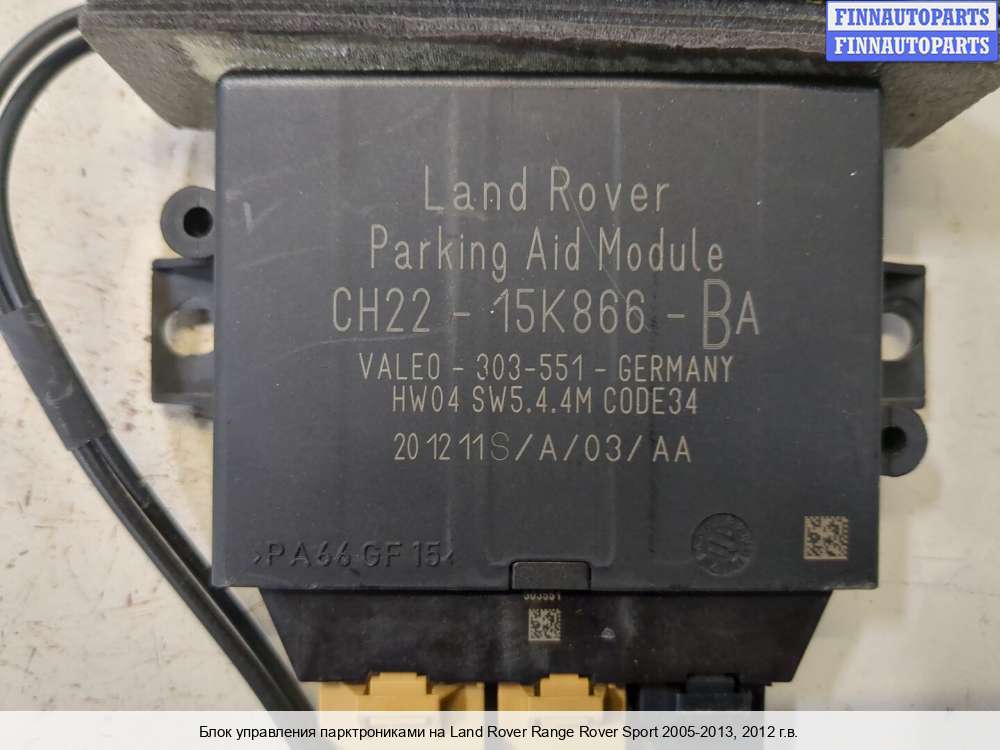 FINNAUTOPARTS
FINNAUTOPARTS
Land Rover
Parking Aid Module
CH22 - 15K866 - BA
VALEO - 303-551 - GERMANY
HW04 SW5.4.4M CODE34
20 12 11S/A/03/AA
>PA66 GF 15<
303551
Блок управления парктрониками на Land Rover Range Rover Sport 2005-2013, 2012 г.в.